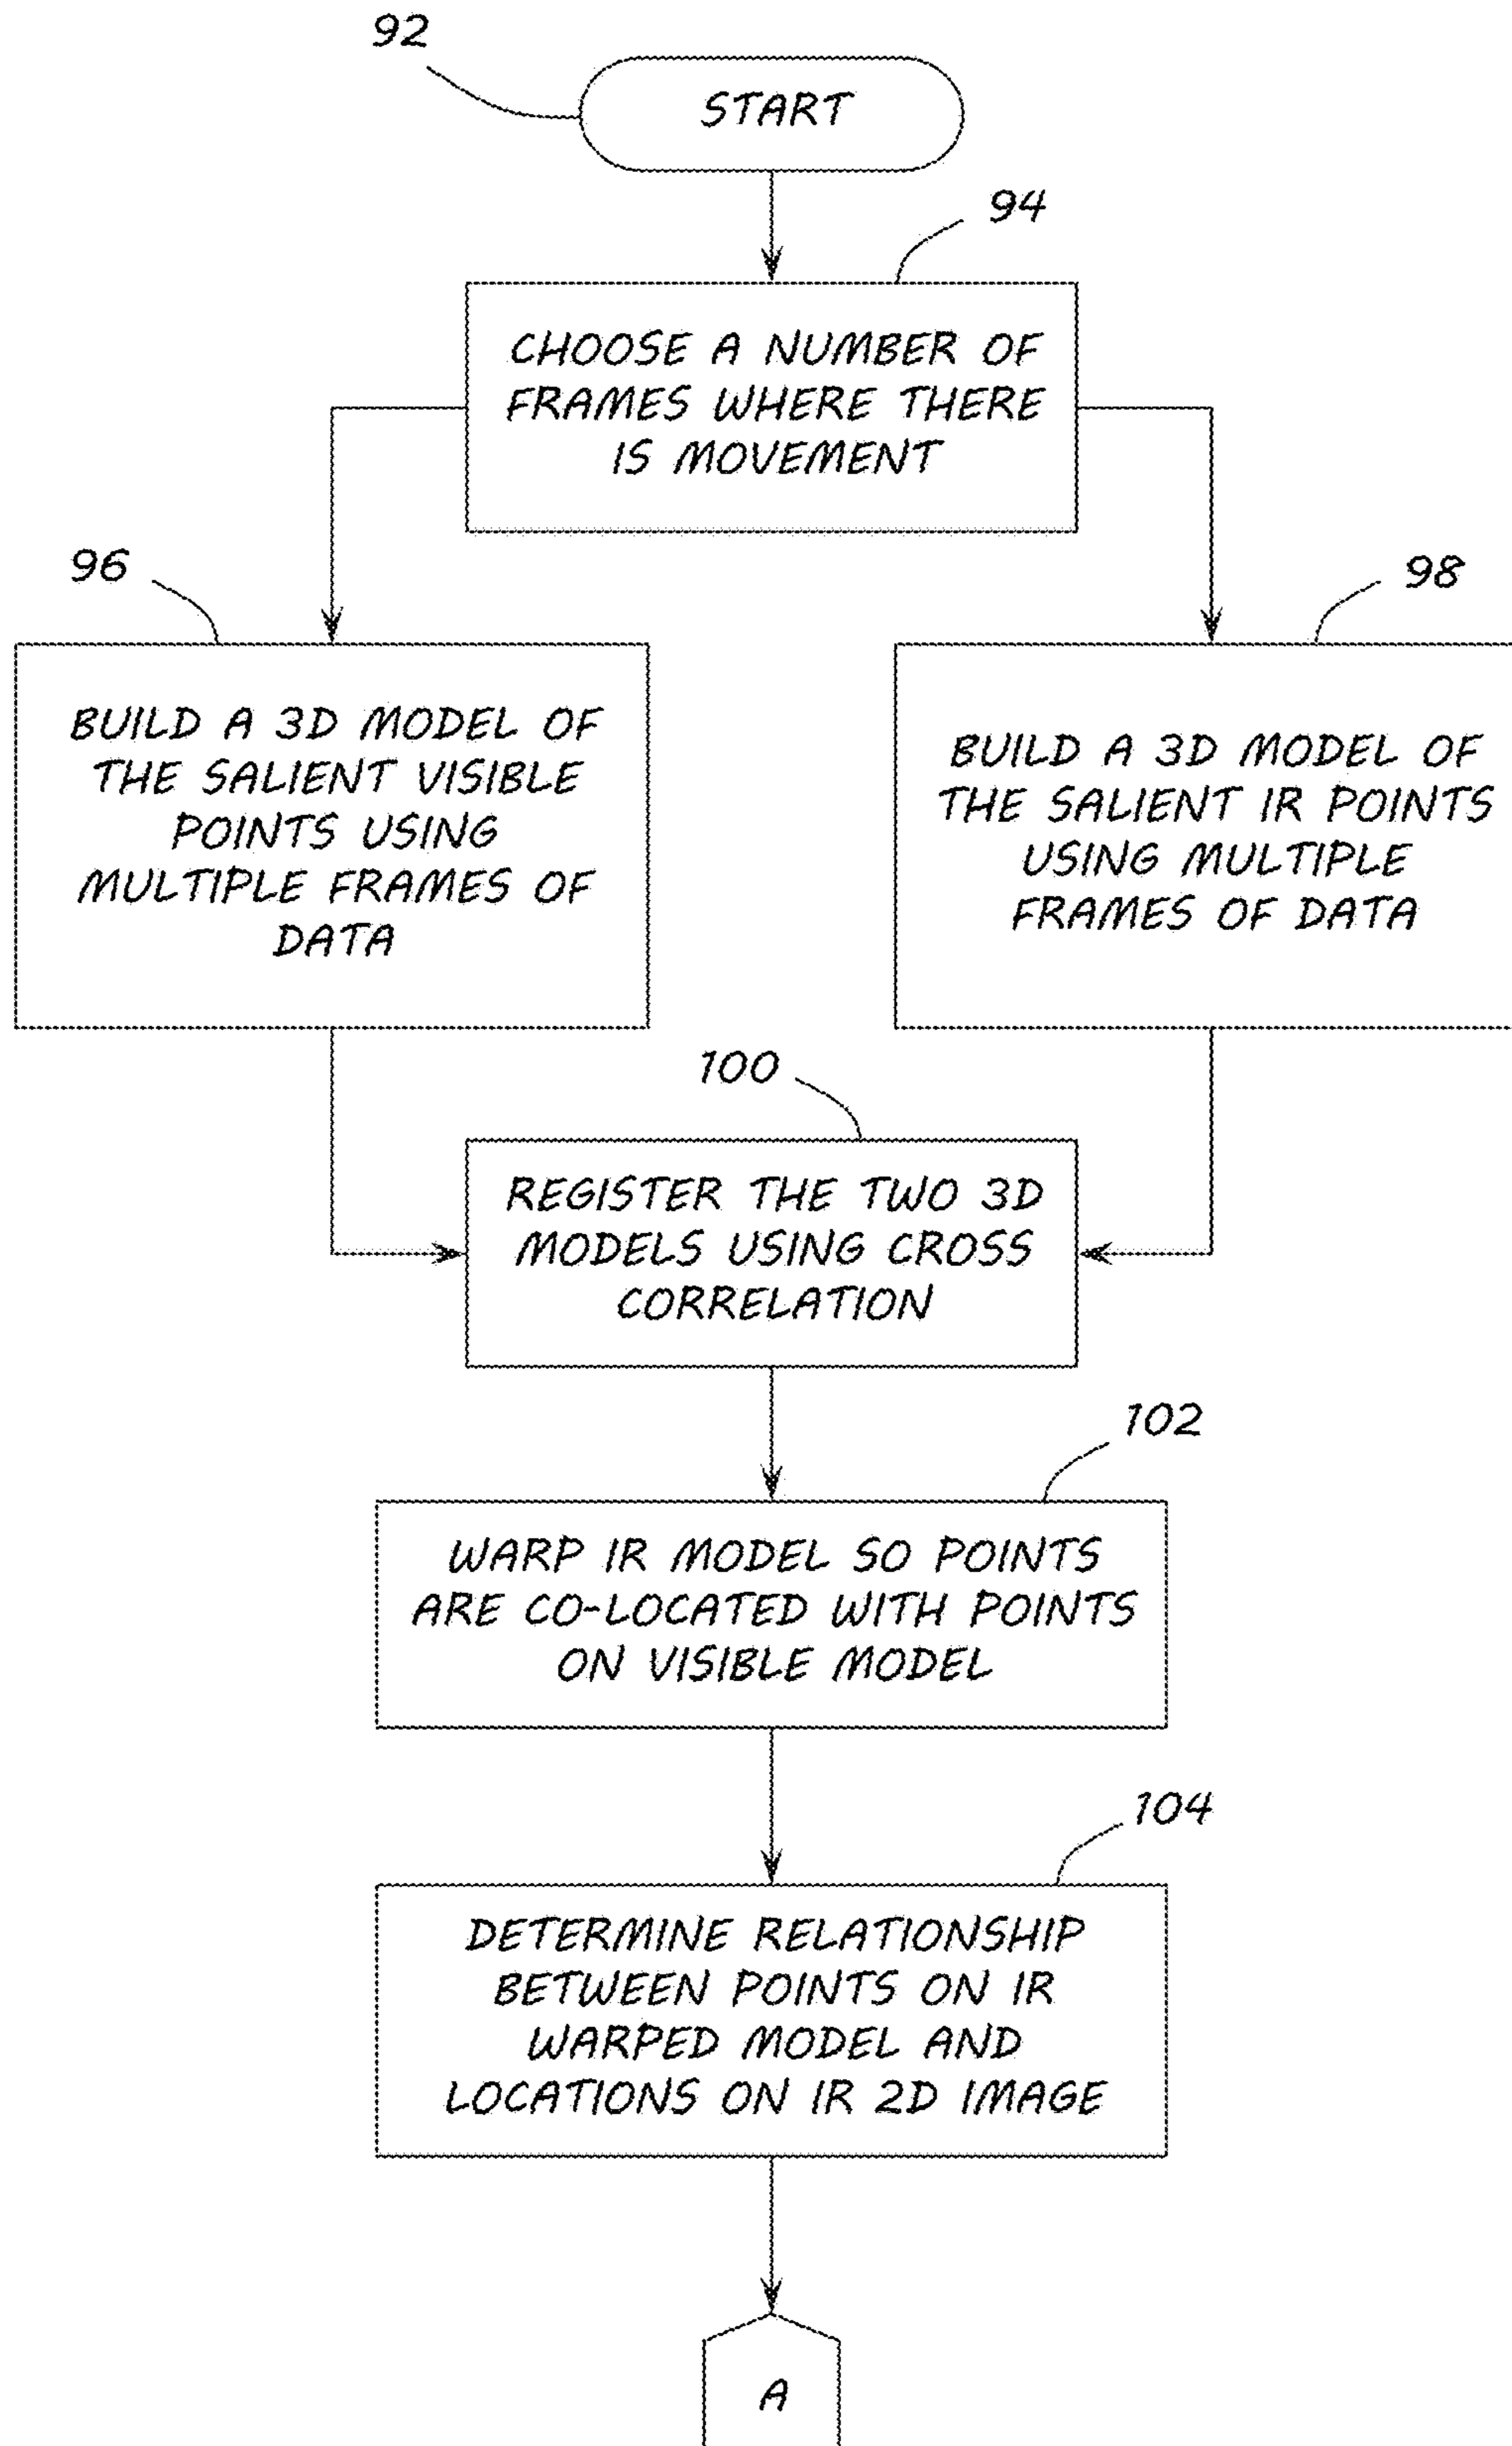 92
START
94
CHOOSE A NUMBER OF
FRAMES WHERE THERE
IS MOVEMENT
96
98
BUILD A 3D MODEL OF
THE SALIENT VISIBLE
POINTS USING
MULTIPLE FRAMES OF
DATA
BUILD A 3D MODEL OF
THE SALIENT IR POINTS
USING MULTIPLE
FRAMES OF DATA
100
REGISTER THE TWO 3D
MODELS USING CROSS
CORRELATION
102
WARP IR MODEL SO POINTS
ARE CO-LOCATED WITH POINTS
ON VISIBLE MODEL
104
DETERMINE RELATIONSHIP
BETWEEN POINTS ON IR
WARPED MODEL AND
LOCATIONS ON IR 2D IMAGE
A